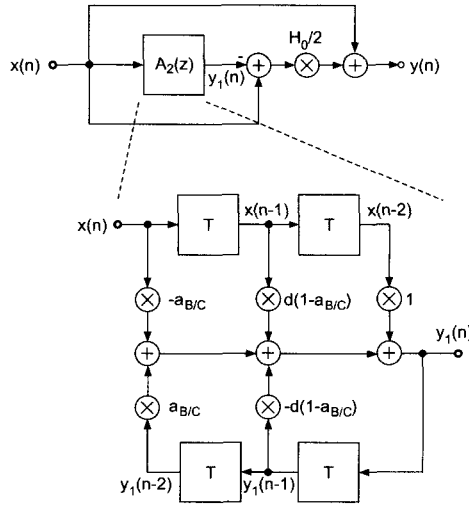 H₀/2
x(n)
A₂(z)
y₁(n)
-
+
×
+
y(n)
x(n)
T
x(n-1)
T
x(n-2)
×
-a_B/C
×
d(1-a_B/C)
×
1
+
+
+
y₁(n)
×
a_B/C
×
-d(1-a_B/C)
y₁(n-2)
T
y₁(n-1)
T